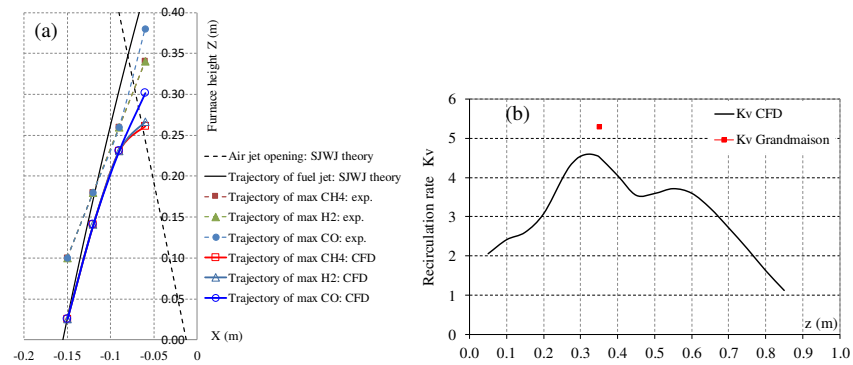 (a)
0.40
0.35
0.30
0.25
0.20
0.15
0.10
0.05
0.00
Furnace height Z (m)
Air jet opening: SJWJ theory
Trajectory of fuel jet: SJWJ theory
Trajectory of max CH4: exp.
Trajectory of max H2: exp.
Trajectory of max CO: exp.
Trajectory of max CH4: CFD
Trajectory of max H2: CFD
Trajectory of max CO: CFD
X (m)
-0.2 -0.15 -0.1 -0.05 0
(b)
6
5
4
3
2
1
0
Recirculation rate Kv
Kv CFD
Kv Grandmaison
z (m)
0.0 0.1 0.2 0.3 0.4 0.5 0.6 0.7 0.8 0.9 1.0